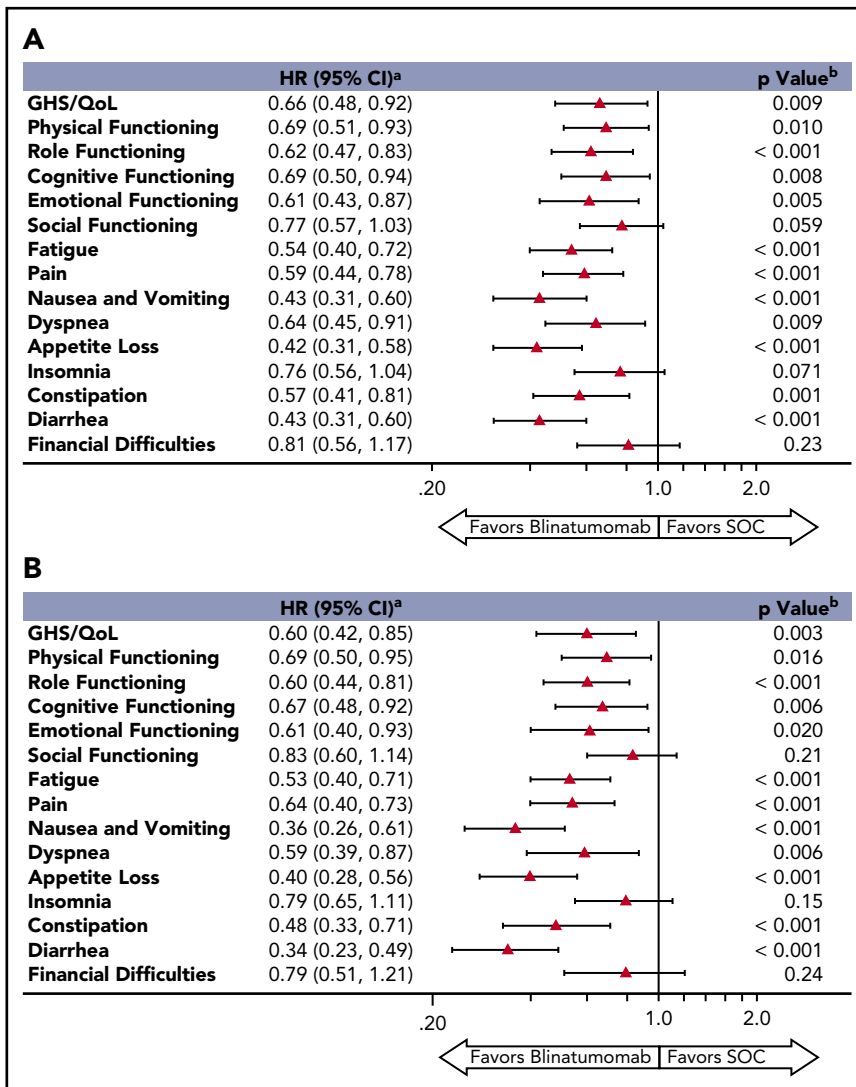 A
HR (95% CI)a p Valueb
GHS/QoL 0.66 (0.48, 0.92) 0.009
Physical Functioning 0.69 (0.51, 0.93) 0.010
Role Functioning 0.62 (0.47, 0.83) < 0.001
Cognitive Functioning 0.69 (0.50, 0.94) 0.008
Emotional Functioning 0.61 (0.43, 0.87) 0.005
Social Functioning 0.77 (0.57, 1.03) 0.059
Fatigue 0.54 (0.40, 0.72) < 0.001
Pain 0.59 (0.44, 0.78) < 0.001
Nausea and Vomiting 0.43 (0.31, 0.60) < 0.001
Dyspnea 0.64 (0.45, 0.91) 0.009
Appetite Loss 0.42 (0.31, 0.58) < 0.001
Insomnia 0.76 (0.56, 1.04) 0.071
Constipation 0.57 (0.41, 0.81) 0.001
Diarrhea 0.43 (0.31, 0.60) < 0.001
Financial Difficulties 0.81 (0.56, 1.17) 0.23
.20 1.0 2.0
Favors Blinatumomab Favors SOC
B
HR (95% CI)a p Valueb
GHS/QoL 0.60 (0.42, 0.85) 0.003
Physical Functioning 0.69 (0.50, 0.95) 0.016
Role Functioning 0.60 (0.44, 0.81) < 0.001
Cognitive Functioning 0.67 (0.48, 0.92) 0.006
Emotional Functioning 0.61 (0.40, 0.93) 0.020
Social Functioning 0.83 (0.60, 1.14) 0.21
Fatigue 0.53 (0.40, 0.71) < 0.001
Pain 0.64 (0.40, 0.73) < 0.001
Nausea and Vomiting 0.36 (0.26, 0.61) < 0.001
Dyspnea 0.59 (0.39, 0.87) 0.006
Appetite Loss 0.40 (0.28, 0.56) < 0.001
Insomnia 0.79 (0.65, 1.11) 0.15
Constipation 0.48 (0.33, 0.71) < 0.001
Diarrhea 0.34 (0.23, 0.49) < 0.001
Financial Difficulties 0.79 (0.51, 1.21) 0.24
.20 1.0 2.0
Favors Blinatumomab Favors SOC